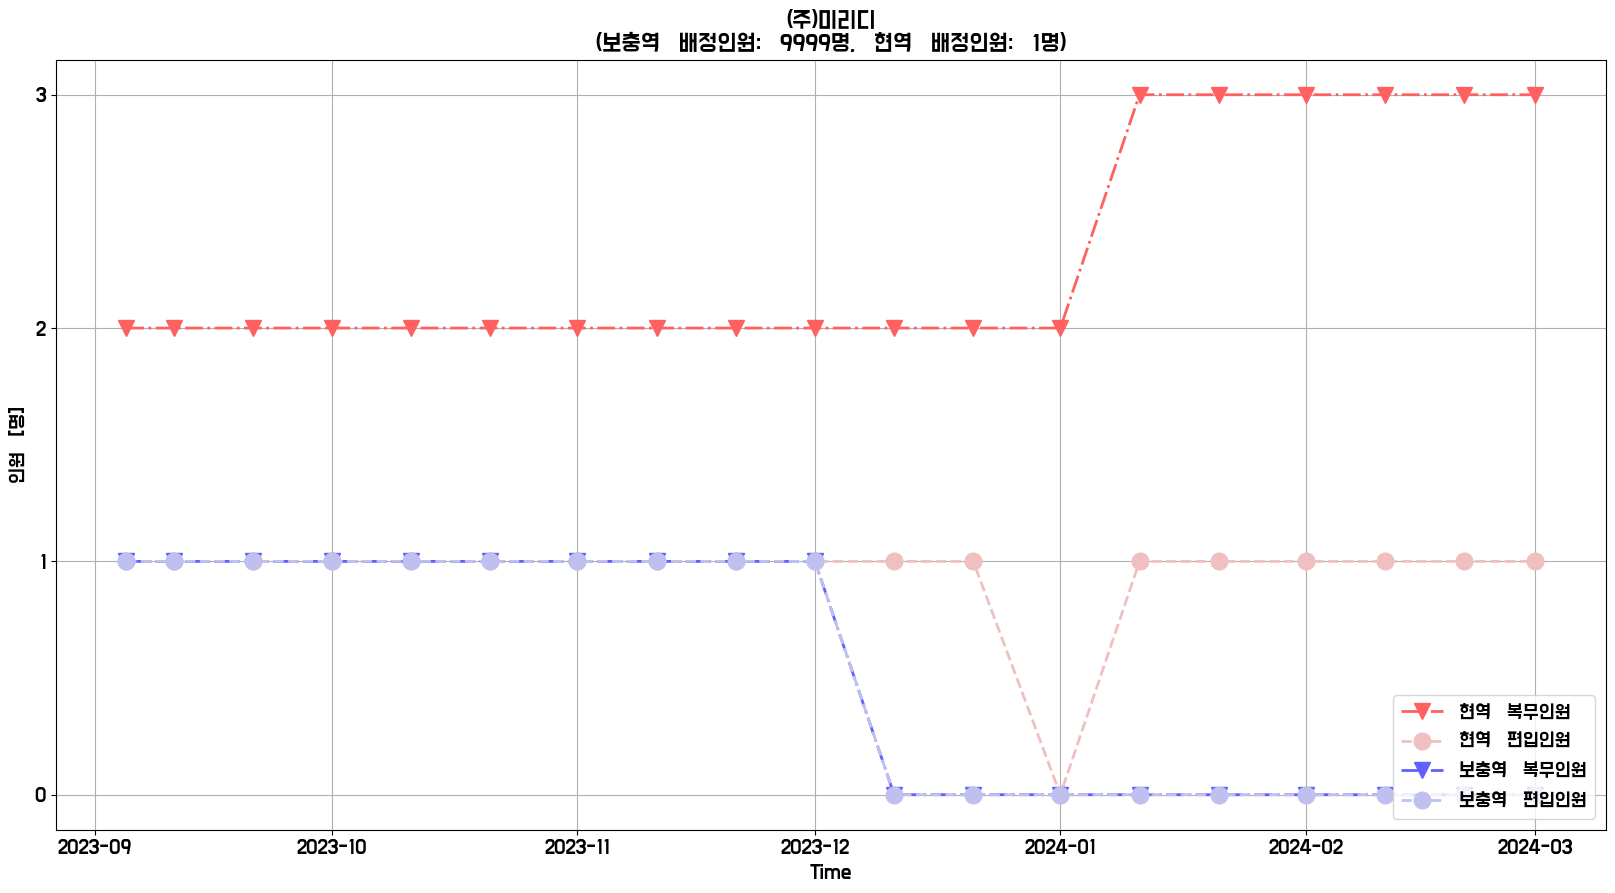 (주)미리디
(보충역 배정인원: 9999명, 현역 배정인원: 1명)
3
2
1
0
인원 [명]
2023-09 2023-10 2023-11 2023-12 2024-01 2024-02 2024-03
Time
현역 복무인원
현역 편입인원
보충역 복무인원
보충역 편입인원